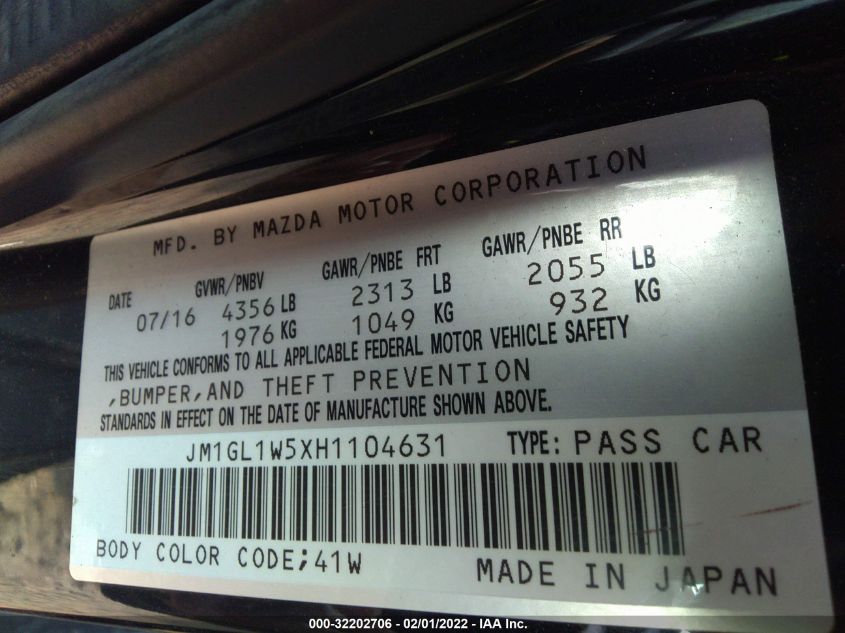 MFD. BY MAZDA MOTOR CORPORATION
DATE GVWR/PNBV GAWR/PNBE FRT GAWR/PNBE RR
07/16 4356 LB 2313 LB 2055 LB
1976 KG 1049 KG 932 KG
THIS VEHICLE CONFORMS TO ALL APPLICABLE FEDERAL MOTOR VEHICLE SAFETY
,BUMPER,AND THEFT PREVENTION
STANDARDS IN EFFECT ON THE DATE OF MANUFACTURE SHOWN ABOVE.
JM1GL1W5XH1104631 TYPE: PASS CAR
BODY COLOR CODE;41W MADE IN JAPAN
000-32202706 - 02/01/2022 - IAA Inc.